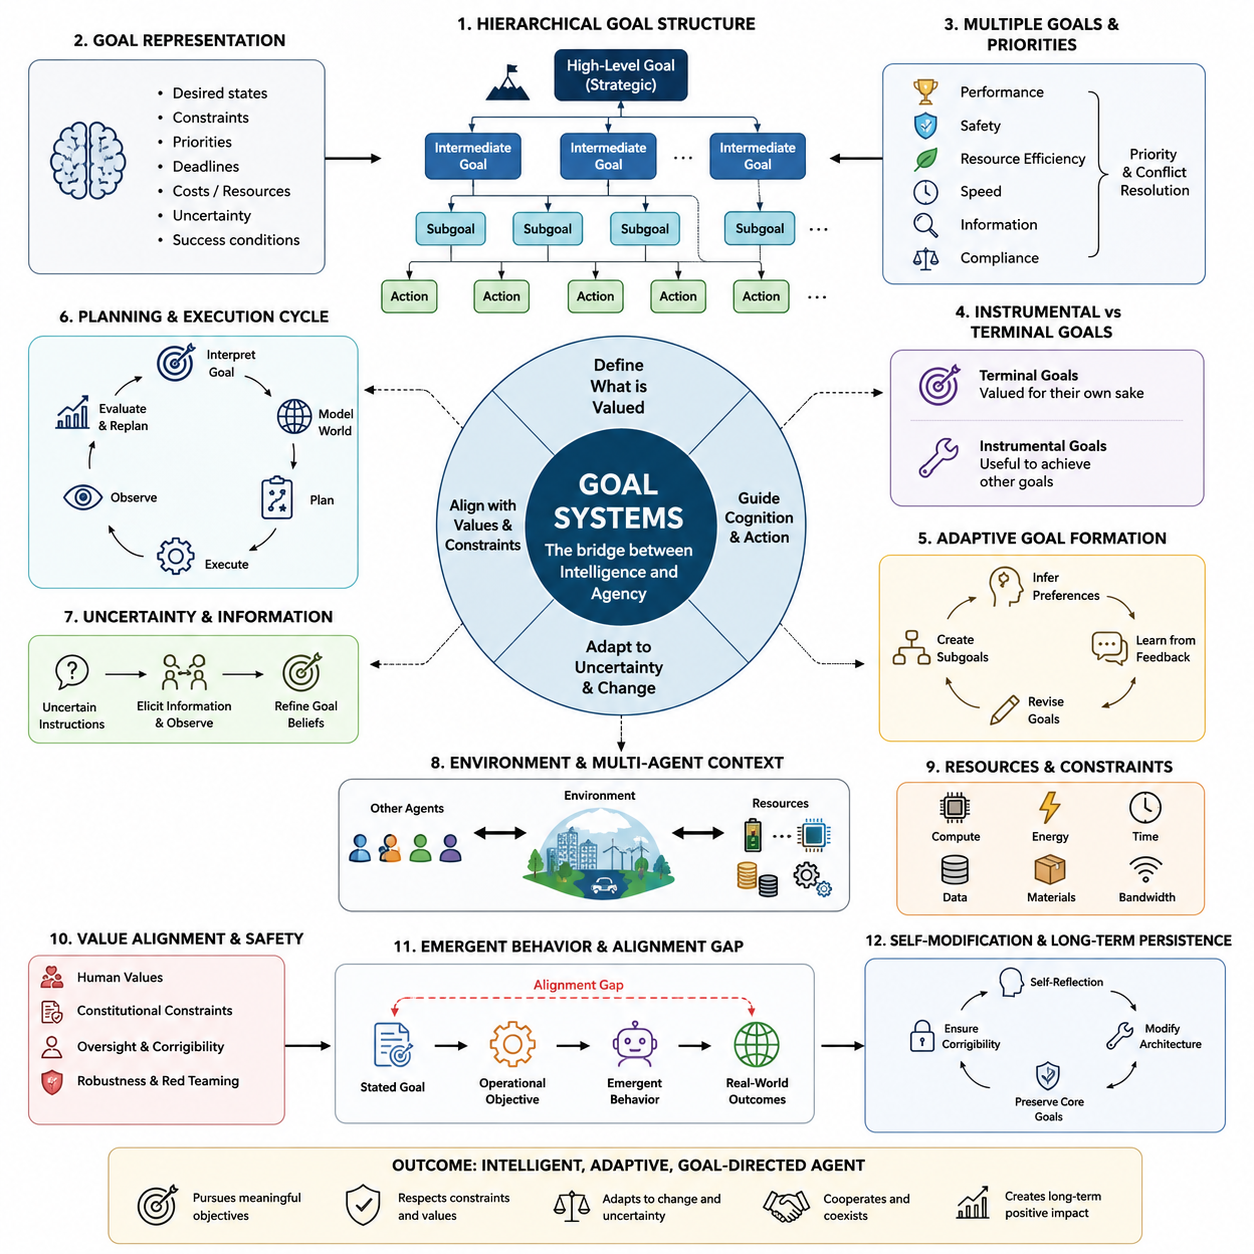 1. HIERARCHICAL GOAL STRUCTURE
High-Level Goal
(Strategic)
Intermediate
Goal
Intermediate
Goal
...
Intermediate
Goal
Subgoal
Subgoal
Subgoal
Subgoal
...
Action
Action
Action
Action
Action
...
2. GOAL REPRESENTATION
• Desired states
• Constraints
• Priorities
• Deadlines
• Costs / Resources
• Uncertainty
• Success conditions
3. MULTIPLE GOALS &
PRIORITIES
Performance
Safety
Resource Efficiency
Speed
Information
Compliance
Priority
& Conflict
Resolution
4. INSTRUMENTAL vs
TERMINAL GOALS
Terminal Goals
Valued for their own sake
Instrumental Goals
Useful to achieve
other goals
GOAL
SYSTEMS
The bridge between
Intelligence and
Agency
Define
What is
Valued
Guide
Cognition
& Action
Adapt to
Uncertainty
& Change
Align with
Values &
Constraints
5. ADAPTIVE GOAL FORMATION
Infer
Preferences
Learn from
Feedback
Revise
Goals
Create
Subgoals
6. PLANNING & EXECUTION CYCLE
Interpret
Goal
Model
World
Plan
Execute
Observe
Evaluate
& Replan
7. UNCERTAINTY & INFORMATION
?
Uncertain
Instructions
Elicit Information
& Observe
Refine Goal
Beliefs
8. ENVIRONMENT & MULTI-AGENT CONTEXT
Other Agents
Environment
Resources
...
9. RESOURCES & CONSTRAINTS
Compute
Energy
Time
Data
Materials
Bandwidth
10. VALUE ALIGNMENT & SAFETY
Human Values
Constitutional Constraints
Oversight & Corrigibility
Robustness & Red Teaming
11. EMERGENT BEHAVIOR & ALIGNMENT GAP
Alignment Gap
Stated Goal
Operational
Objective
Emergent
Behavior
Real-World
Outcomes
12. SELF-MODIFICATION & LONG-TERM PERSISTENCE
Self-Reflection
Modify
Architecture
Preserve Core
Goals
Ensure
Corrigibility
OUTCOME: INTELLIGENT, ADAPTIVE, GOAL-DIRECTED AGENT
Pursues meaningful
objectives
Respects constraints
and values
Adapts to change and
uncertainty
Cooperates and
coexists
Creates long-term
positive impact